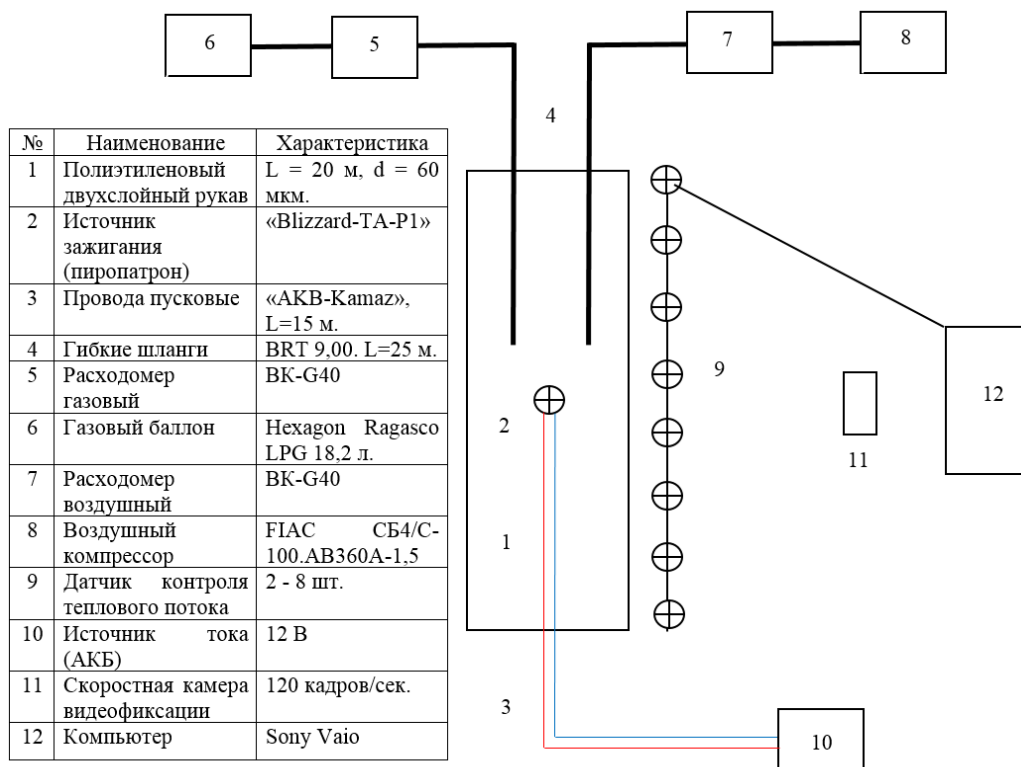 6
5
7
8
4
№ Наименование Характеристика
1 Полиэтиленовый двухслойный рукав L = 20 м, d = 60 мкм.
2 Источник зажигания (пиропатрон) «Blizzard-TA-P1»
3 Провода пусковые «AKB-Kamaz», L=15 м.
4 Гибкие шланги BRT 9,00. L=25 м.
5 Расходомер газовый BK-G40
6 Газовый баллон Hexagon Ragasco LPG 18,2 л.
7 Расходомер воздушный BK-G40
8 Воздушный компрессор FIAC СБ4/С-100.AB360A-1,5
9 Датчик контроля теплового потока 2 - 8 шт.
10 Источник тока (АКБ) 12 В
11 Скоростная камера видеофиксации 120 кадров/сек.
12 Компьютер Sony Vaio
9
12
2
11
1
3
10